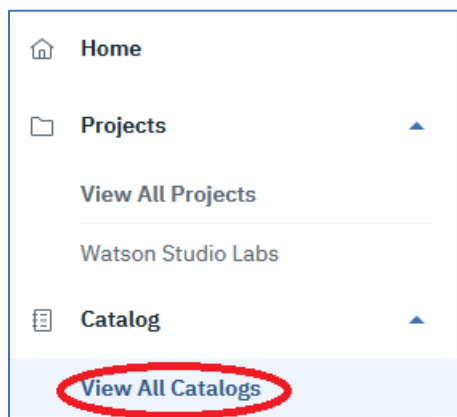 Home
Projects
View All Projects
Watson Studio Labs
Catalog
View All Catalogs